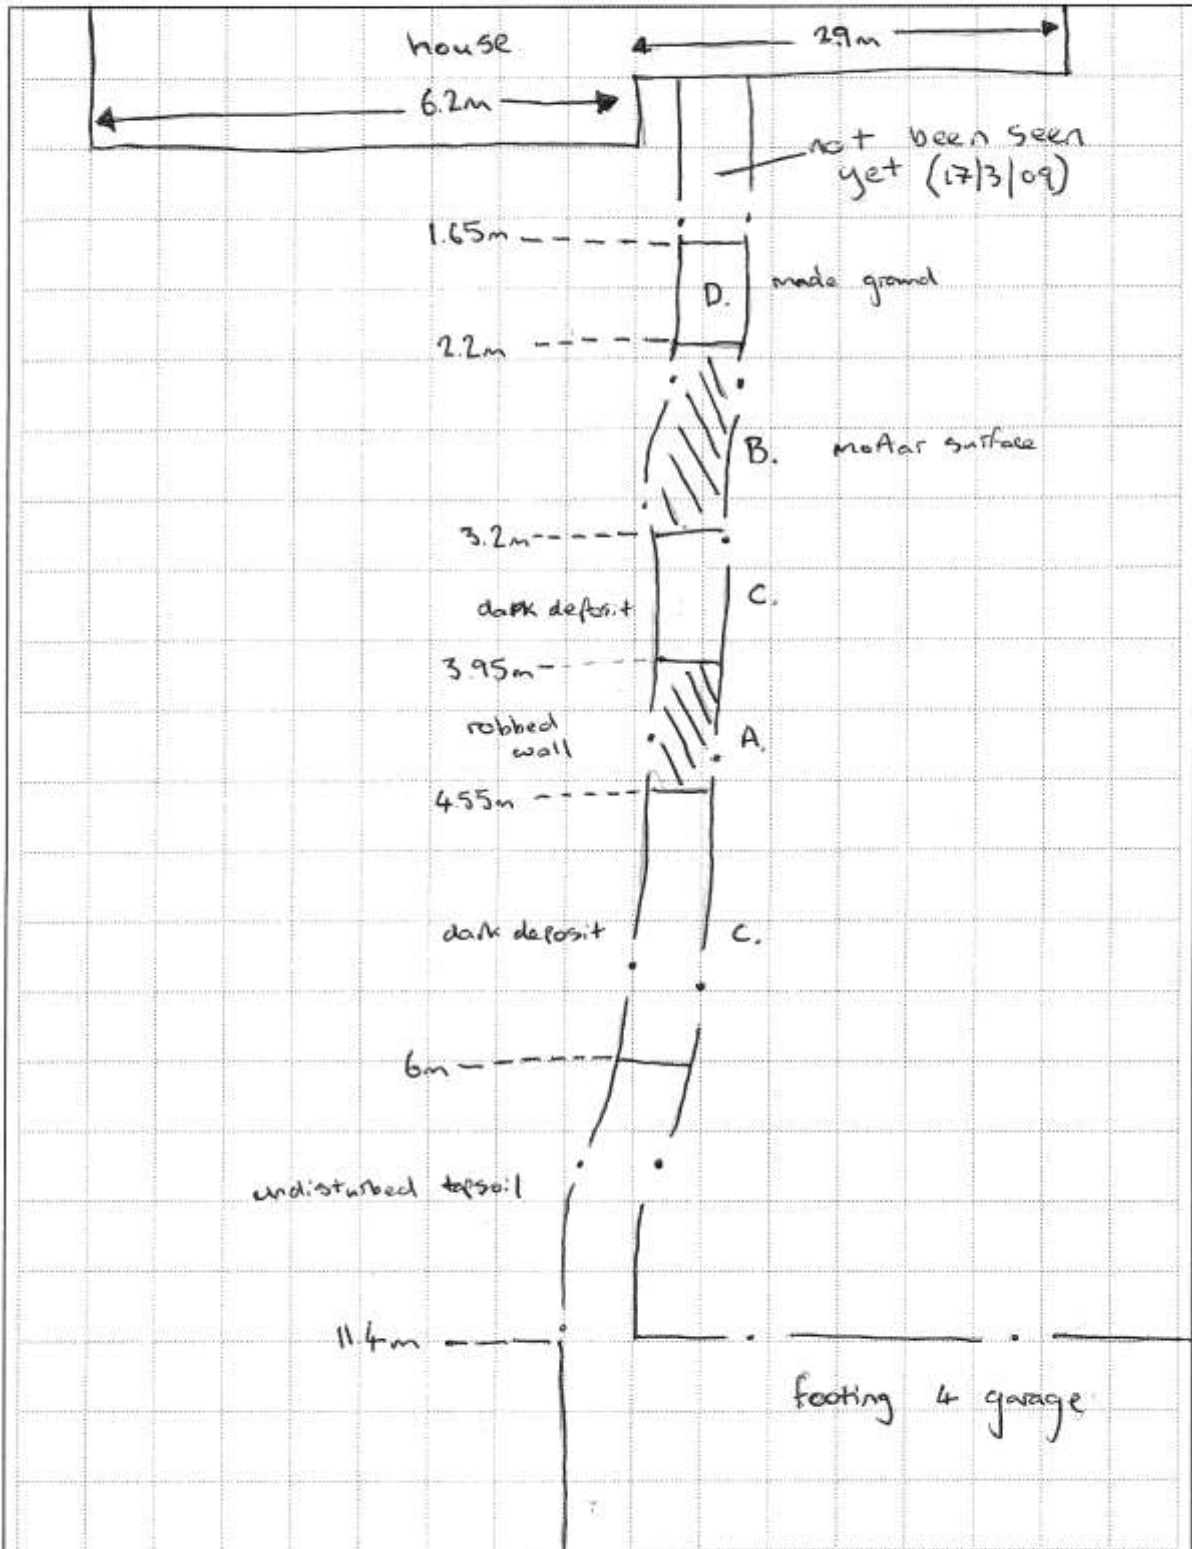 house
2.9m
6.2m
not been seen
yet (17/3/09)
1.65m
made ground
D.
2.2m
B. mortar surface
3.2m
dark deposit C.
3.95m
robbed
wall
A.
4.55m
dark deposit C.
6m
undisturbed topsoil
11.4m
footing 4 garage